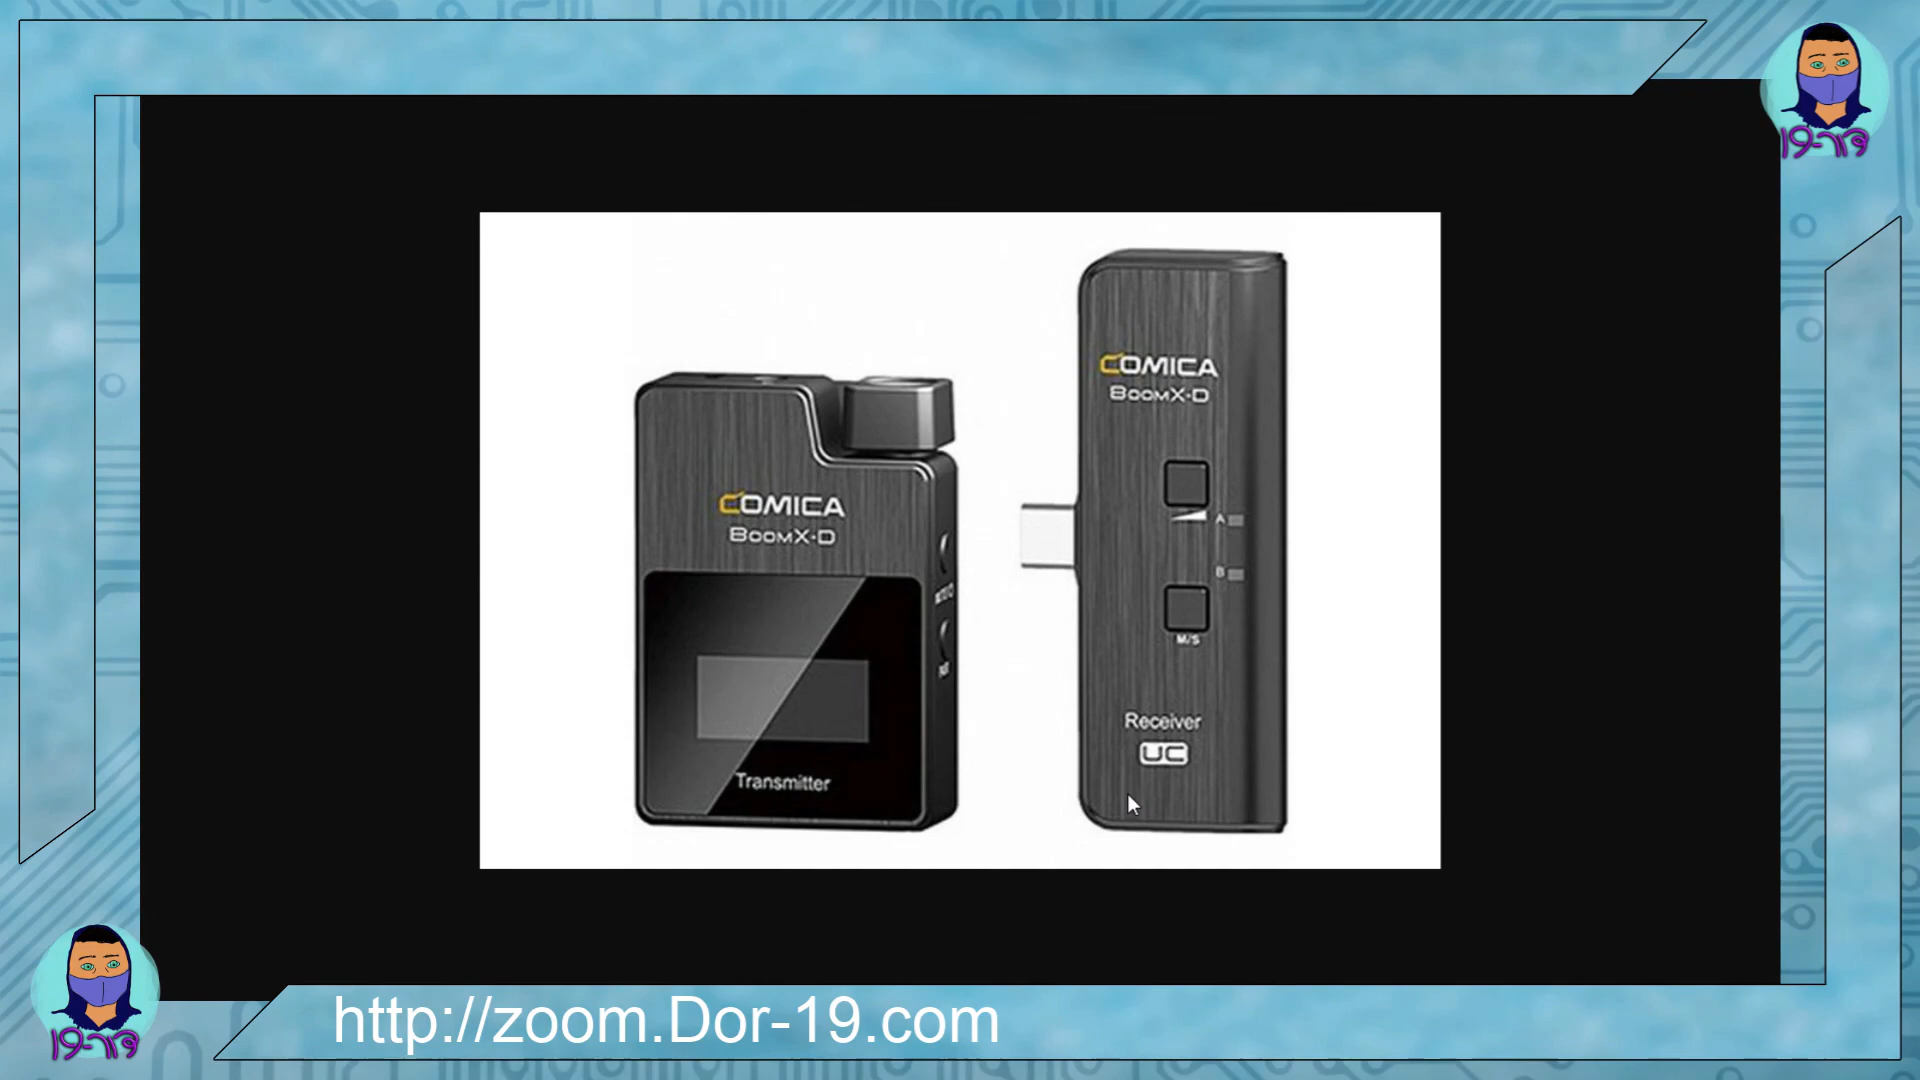 דור-19
COMICA
BOOMX-D
Transmitter
COMICA
BOOMX-D
A
B
M/S
Receiver
UC
דור-19
http://zoom.Dor-19.com